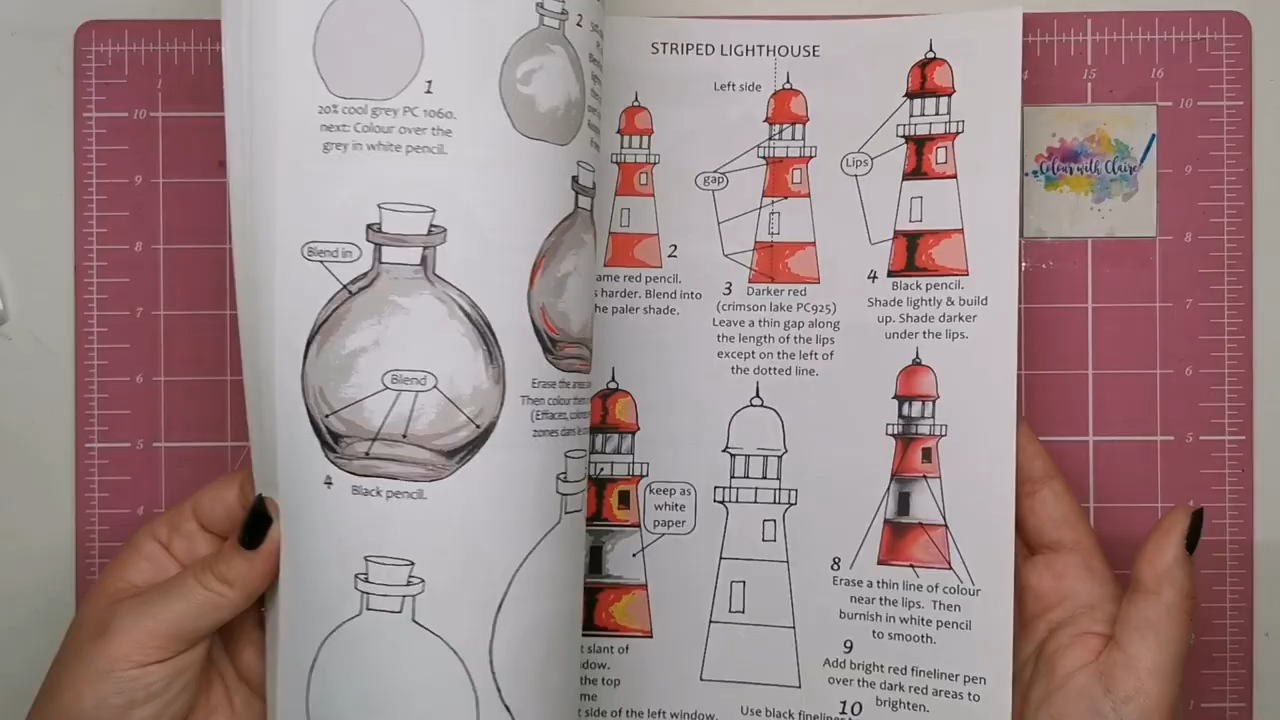 1
20% cool grey PC 1060.
next: Colour over the
grey in white pencil.
2
Blend in
Blend
4
Black pencil.
Erase the
Then colour
zones
STRIPED LIGHTHOUSE
Left side
gap
Lips
2
ame red pencil.
s harder. Blend into
he paler shade.
3 Darker red
(crimson lake PC925)
Leave a thin gap along
the length of the lips
except on the left of
the dotted line.
4 Black pencil.
Shade lightly & build
up. Shade darker
under the lips.
keep as
white
paper
t slant of
dow.
the top
me
t side of the left window.
Use black fineliner
8
Erase a thin line of colour
near the lips. Then
burnish in white pencil
to smooth.
9
Add bright red fineliner pen
over the dark red areas to
brighten.
10
Colour with Claire
1
10
9
8
7
6
5
4
14
15
16
10
9
8
7
6
5
4
3
2
1